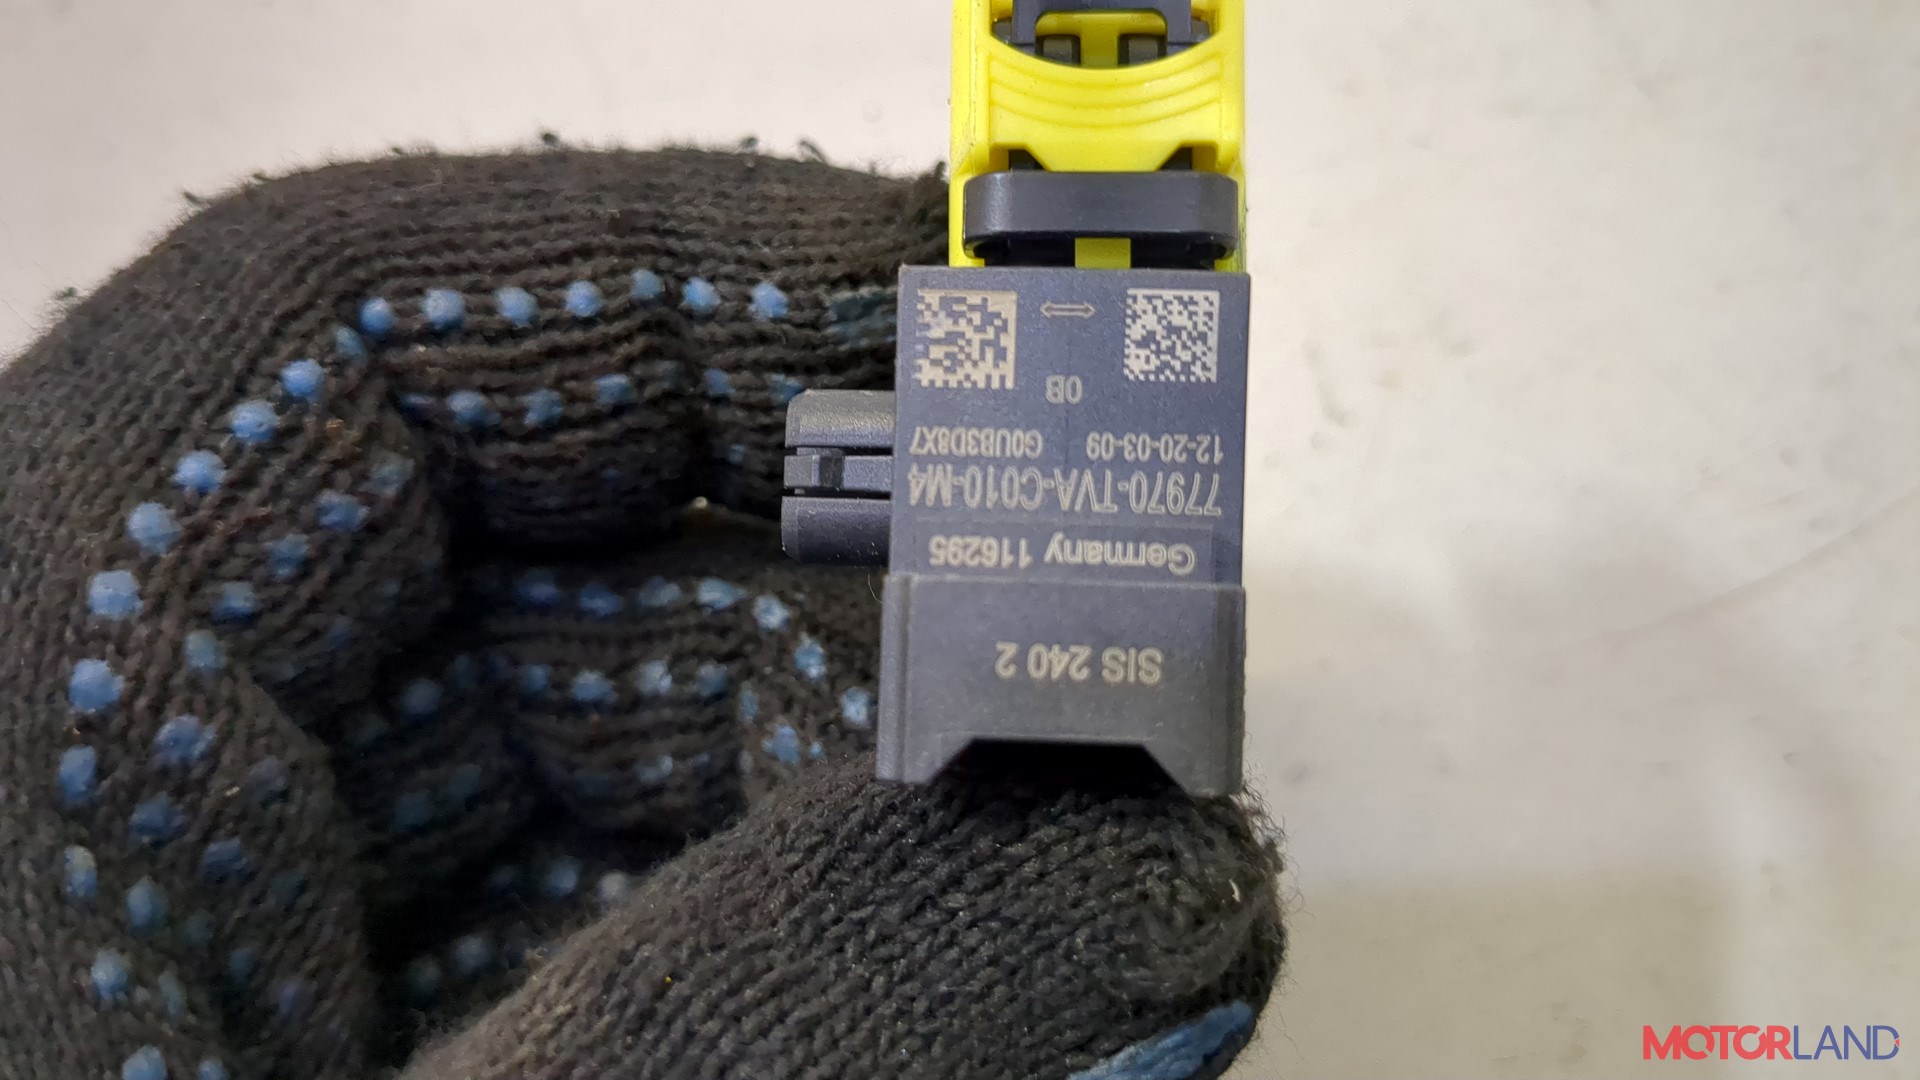 SIS 240 2
Germany 116295
77970-TVA-C010-M4
12-20-03-09 G0UB3D8X7
0B
MOTORLAND